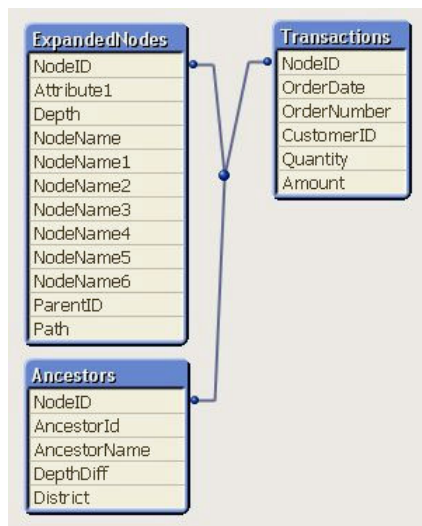 ExpandedNodes
NodeID
Attribute1
Depth
NodeName
NodeName1
NodeName2
NodeName3
NodeName4
NodeName5
NodeName6
ParentID
Path
Transactions
NodeID
OrderDate
OrderNumber
CustomerID
Quantity
Amount
Ancestors
NodeID
AncestorId
AncestorName
DepthDiff
District